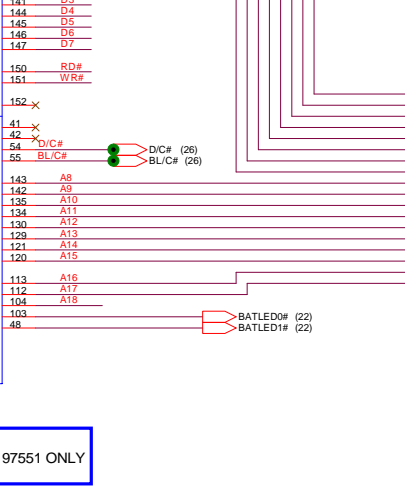 141 D3
144 D4
145 D5
146 D6
147 D7
150 RD#
151 WR#
152
41
42
54 D/C# D/C# (26)
55 BL/C# BL/C# (26)
143 A8
142 A9
135 A10
134 A11
130 A12
129 A13
121 A14
120 A15
113 A16
112 A17
104 A18
103 BATLED0# (22)
48 BATLED1# (22)
97551 ONLY